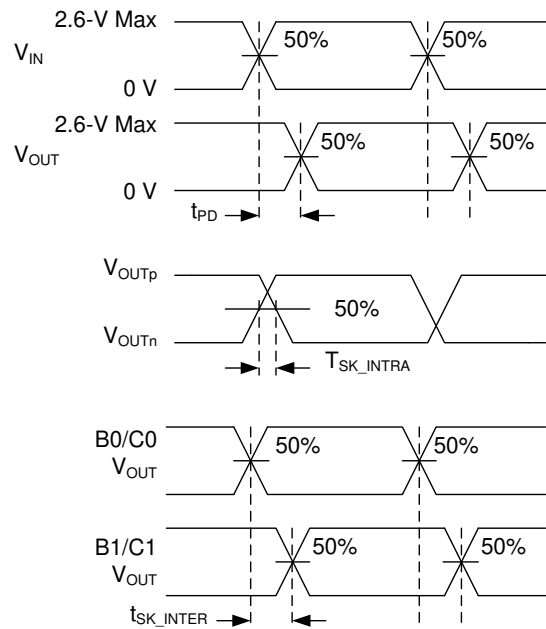 2.6-V Max
50%
50%
V_IN
0 V
2.6-V Max
50%
50%
V_OUT
0 V
t_PD
V_OUTp
50%
V_OUTn
T_SK_INTRA
B0/C0
50%
50%
V_OUT
B1/C1
50%
50%
V_OUT
t_SK_INTER